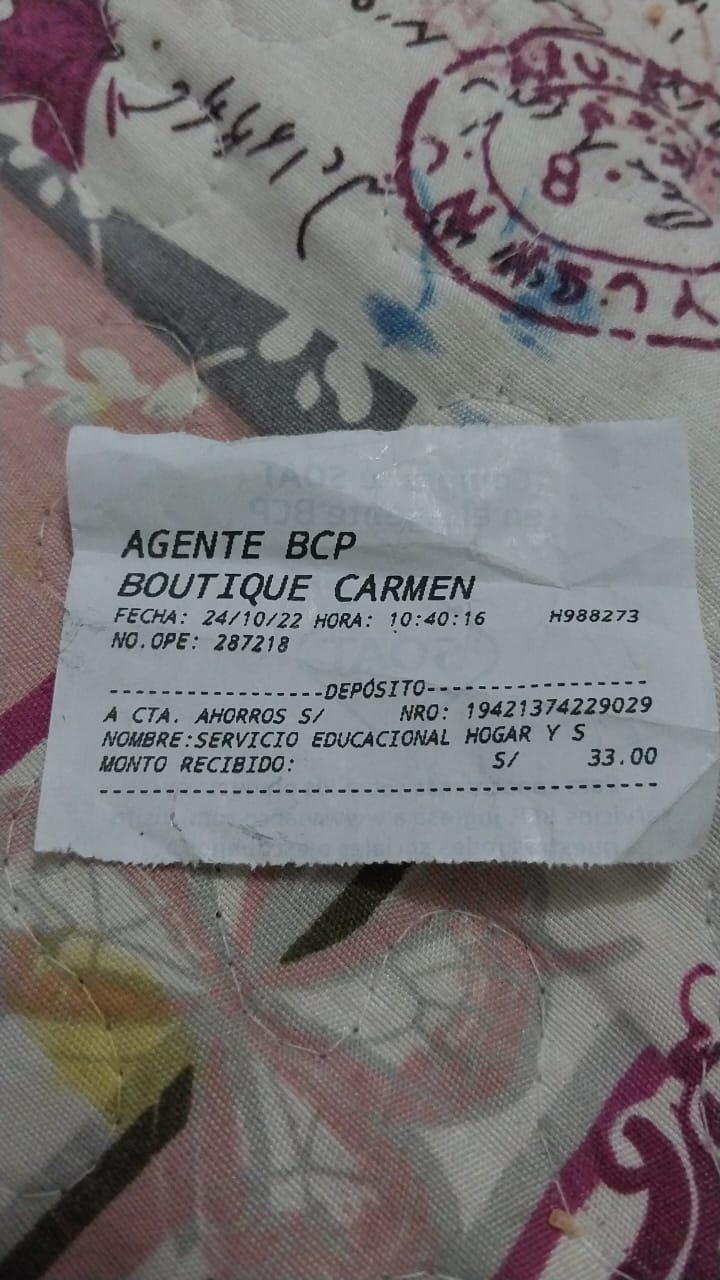 AGENTE BCP
BOUTIQUE CARMEN
FECHA: 24/10/22 HORA: 10:40:16 H988273
NO.OPE: 287218
-----------------DEPÓSITO-----------------
A CTA. AHORROS S/ NRO: 19421374229029
NOMBRE:SERVICIO EDUCACIONAL HOGAR Y S
MONTO RECIBIDO: S/ 33.00